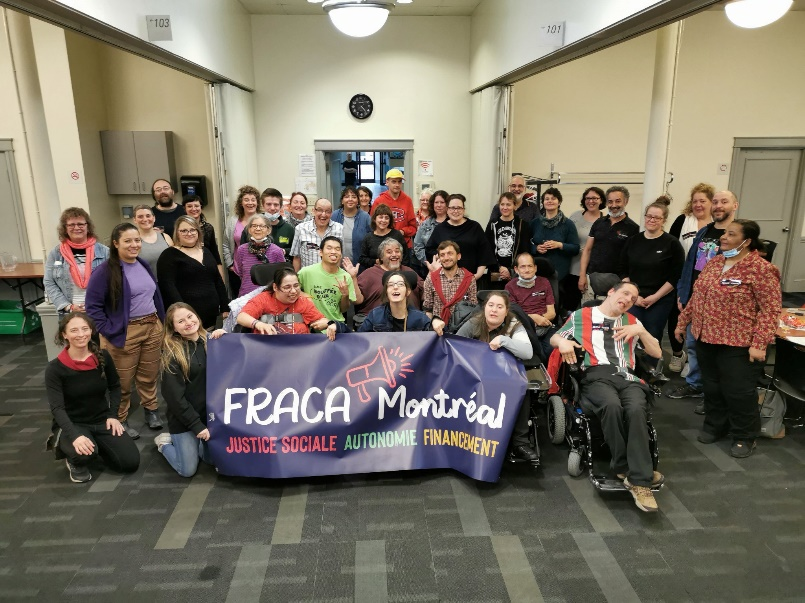 103
101
FRACA Montréal
JUSTICE SOCIALE AUTONOMIE FINANCEMENT